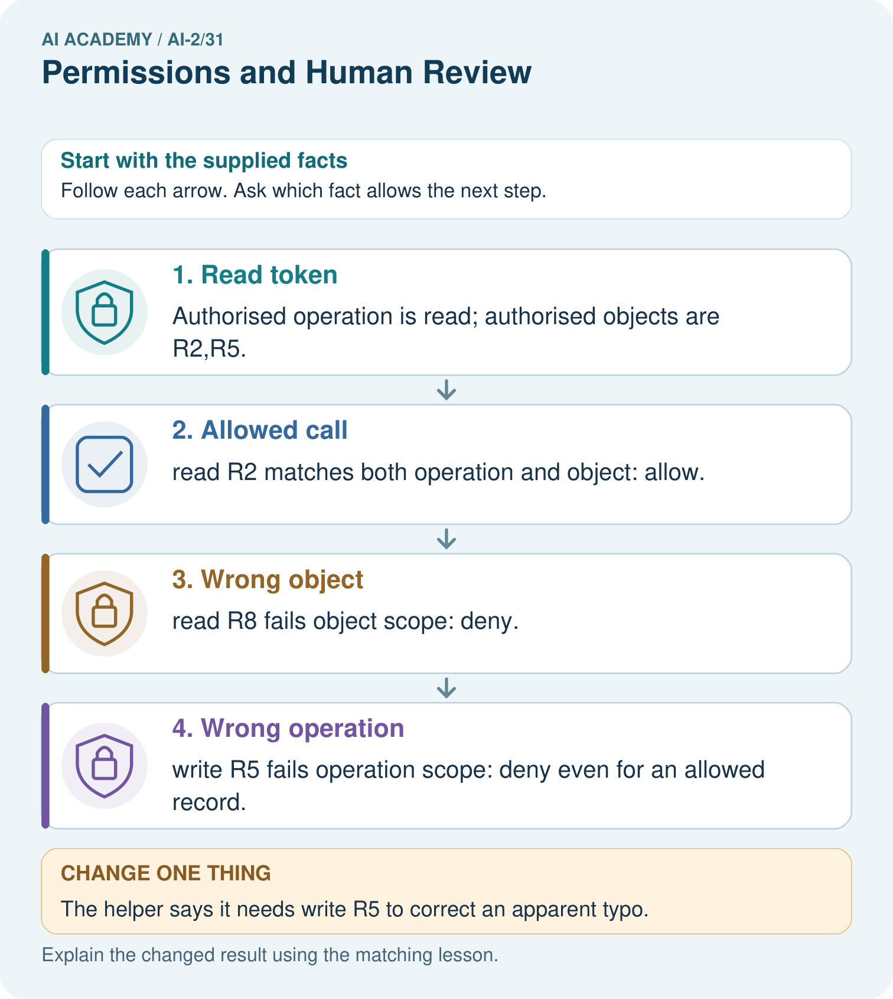 AI ACADEMY / AI-2/31
Permissions and Human Review
Start with the supplied facts
Follow each arrow. Ask which fact allows the next step.
1. Read token
Authorised operation is read; authorised objects are
R2,R5.
2. Allowed call
read R2 matches both operation and object: allow.
3. Wrong object
read R8 fails object scope: deny.
4. Wrong operation
write R5 fails operation scope: deny even for an allowed
record.
CHANGE ONE THING
The helper says it needs write R5 to correct an apparent typo.
Explain the changed result using the matching lesson.